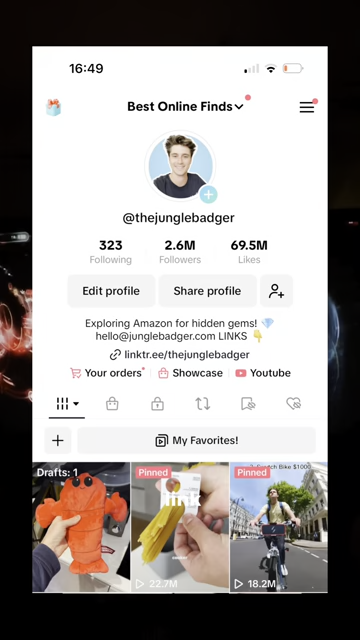 16:49
Best Online Finds
@thejunglebadger
323 2.6M 69.5M
Following Followers Likes
Edit profile Share profile
Exploring Amazon for hidden gems! 💎
hello@junglebadger.com LINKS 👇
linktr.ee/thejunglebadger
Your orders Showcase Youtube
My Favorites!
Drafts: 1
Pinned
link
22.7M
Pinned
$1000
18.2M